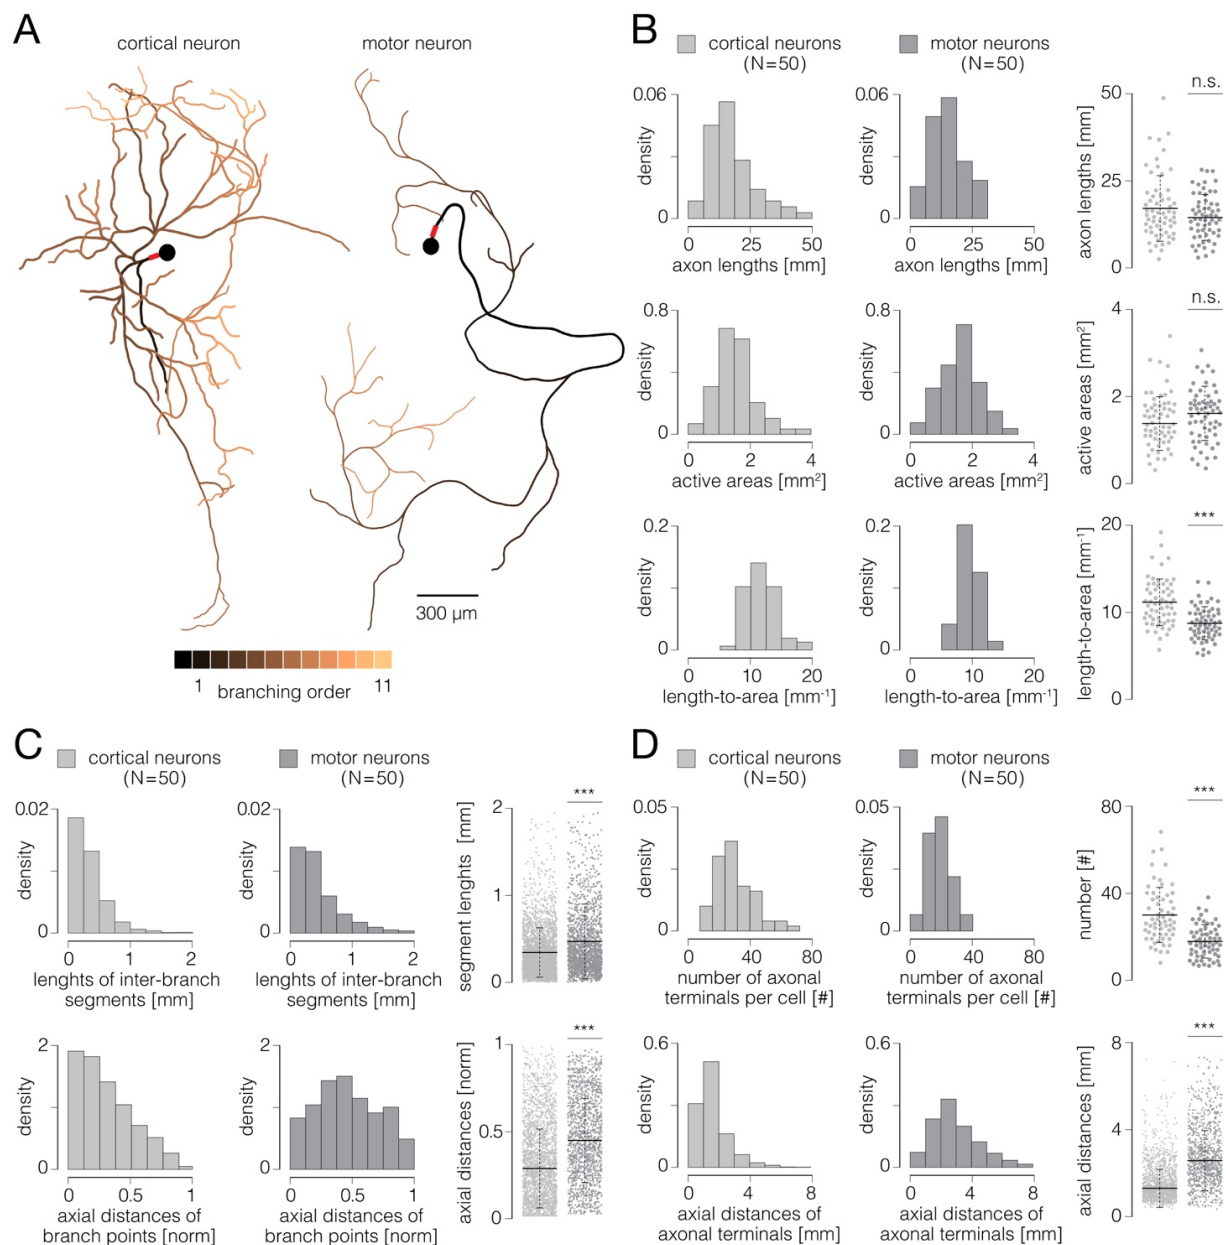 A
cortical neuron
motor neuron
300 µm
1
branching order
11
B
cortical neurons
(N=50)
motor neurons
(N=50)
0.06
density
0
0
25
50
axon lengths [mm]
0.06
density
0
0
25
50
axon lengths [mm]
n.s.
50
25
0
axon lengths [mm]
0.8
density
0
0
2
4
active areas [mm²]
0.8
density
0
0
2
4
active areas [mm²]
n.s.
4
2
0
active areas [mm²]
0.2
density
0
0
10
20
length-to-area [mm⁻¹]
0.2
density
0
0
10
20
length-to-area [mm⁻¹]
***
20
10
0
length-to-area [mm⁻¹]
C
cortical neurons
(N=50)
motor neurons
(N=50)
0.02
density
0
0
1
2
lenghts of inter-branch
segments [mm]
0.02
density
0
0
1
2
lenghts of inter-branch
segments [mm]
***
2
1
0
segment lenghts [mm]
2
density
0
0
0.5
1
axial distances of
branch points [norm]
2
density
0
0
0.5
1
axial distances of
branch points [norm]
***
1
0.5
0
axial distances [norm]
D
cortical neurons
(N=50)
motor neurons
(N=50)
0.05
density
0
0
40
80
number of axonal
terminals per cell [#]
0.05
density
0
0
40
80
number of axonal
terminals per cell [#]
***
80
40
0
number [#]
0.6
density
0
0
4
8
axial distances of
axonal terminals [mm]
0.6
density
0
0
4
8
axial distances of
axonal terminals [mm]
***
8
4
0
axial distances [mm]